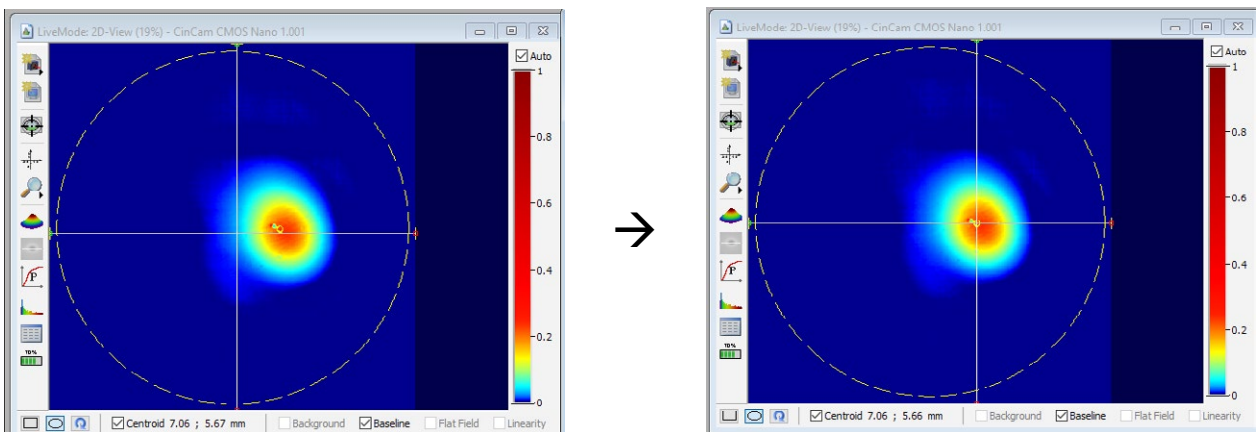 LiveMode: 2D-View (19%) - CinCam CMOS Nano 1.001
Auto
1
0.8
0.6
0.4
0.2
0
P
10%
Centroid 7.06 ; 5.67 mm
Background
Baseline
Flat Field
Linearity
→
LiveMode: 2D-View (19%) - CinCam CMOS Nano 1.001
Auto
1
0.8
0.6
0.4
0.2
0
P
10%
Centroid 7.06 ; 5.66 mm
Background
Baseline
Flat Field
Linearity